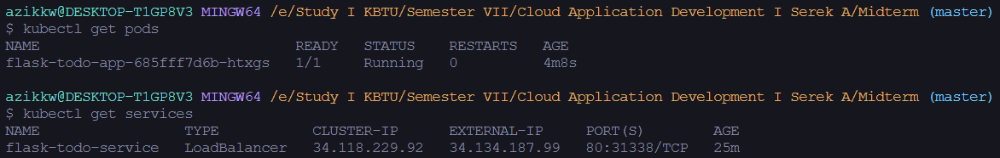 azikkw@DESKTOP-T1GP8V3 MINGW64 /e/Study I KBTU/Semester VII/Cloud Application Development I Serek A/Midterm (master)
$ kubectl get pods
NAME READY STATUS RESTARTS AGE
flask-todo-app-685fff7d6b-htxgs 1/1 Running 0 4m8s
azikkw@DESKTOP-T1GP8V3 MINGW64 /e/Study I KBTU/Semester VII/Cloud Application Development I Serek A/Midterm (master)
$ kubectl get services
NAME TYPE CLUSTER-IP EXTERNAL-IP PORT(S) AGE
flask-todo-service LoadBalancer 34.118.229.92 34.134.187.99 80:31338/TCP 25m